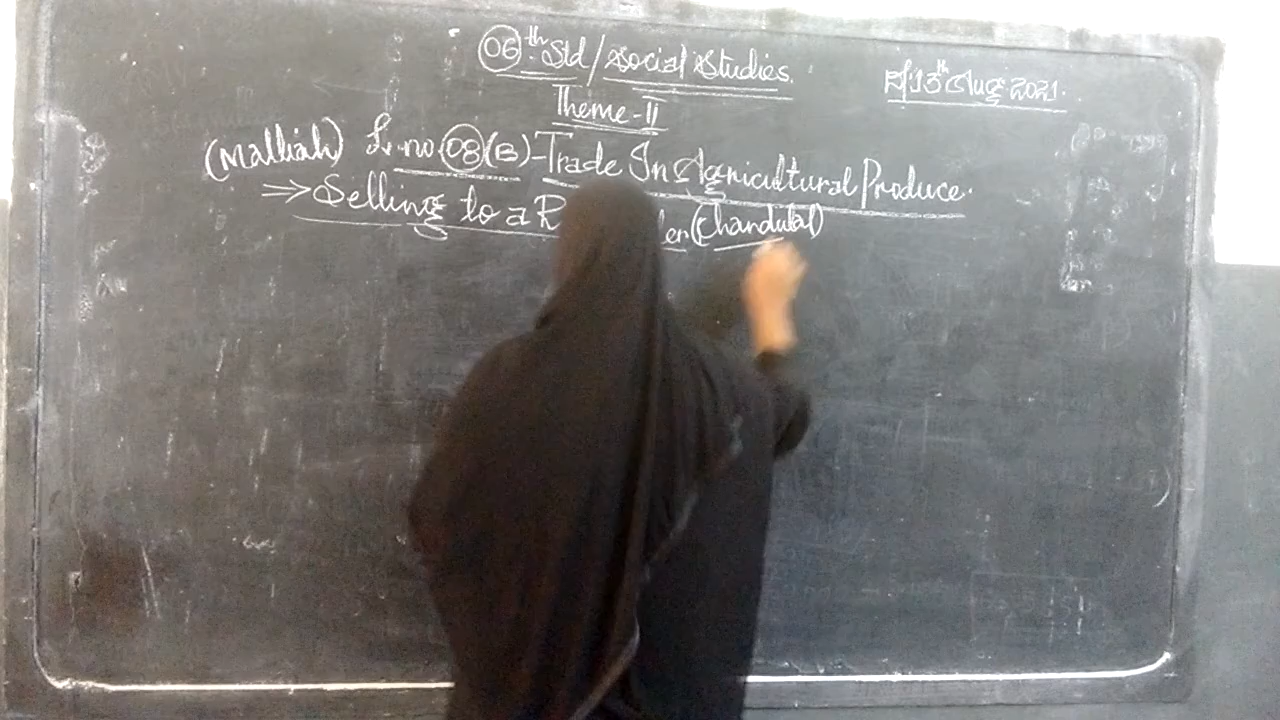 06th Std/Social Studies.
Dt/13th Aug 2021.
Theme-II
(Malliah) L.no.08(B)-Trade In Agricultural Produce.
⇒Selling to a (Chandulal)